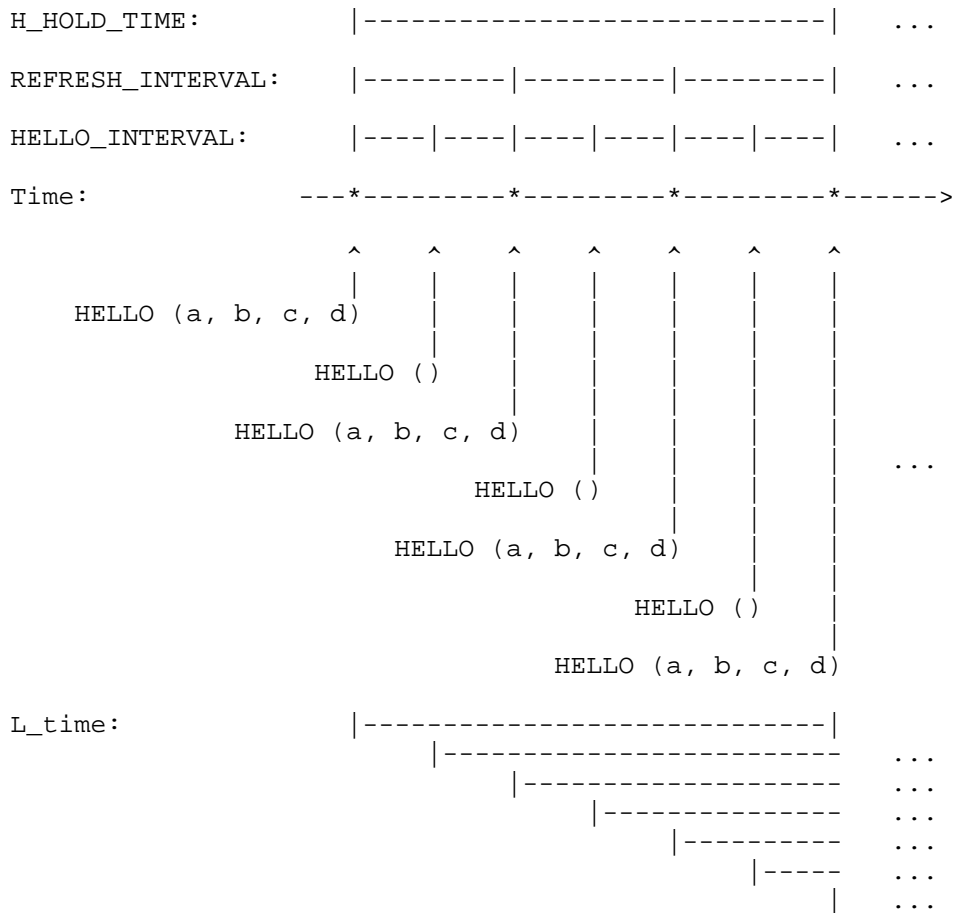 H_HOLD_TIME: |-----------------------------| ...
REFRESH_INTERVAL: |---------|---------|---------| ...
HELLO_INTERVAL: |----|----|----|----|----|----| ...
Time: ---*---------*---------*---------*------>
^ ^ ^ ^ ^ ^ ^
| | | | | | |
HELLO (a, b, c, d) | | | | | |
| | | | | |
HELLO () | | | | |
| | | | |
HELLO (a, b, c, d) | | | |
| | | | ...
HELLO () | | |
| | |
HELLO (a, b, c, d) | |
| |
HELLO () |
|
HELLO (a, b, c, d)
L_time: |-----------------------------|
|------------------------- ...
|-------------------- ...
|--------------- ...
|---------- ...
|----- ...
| ...